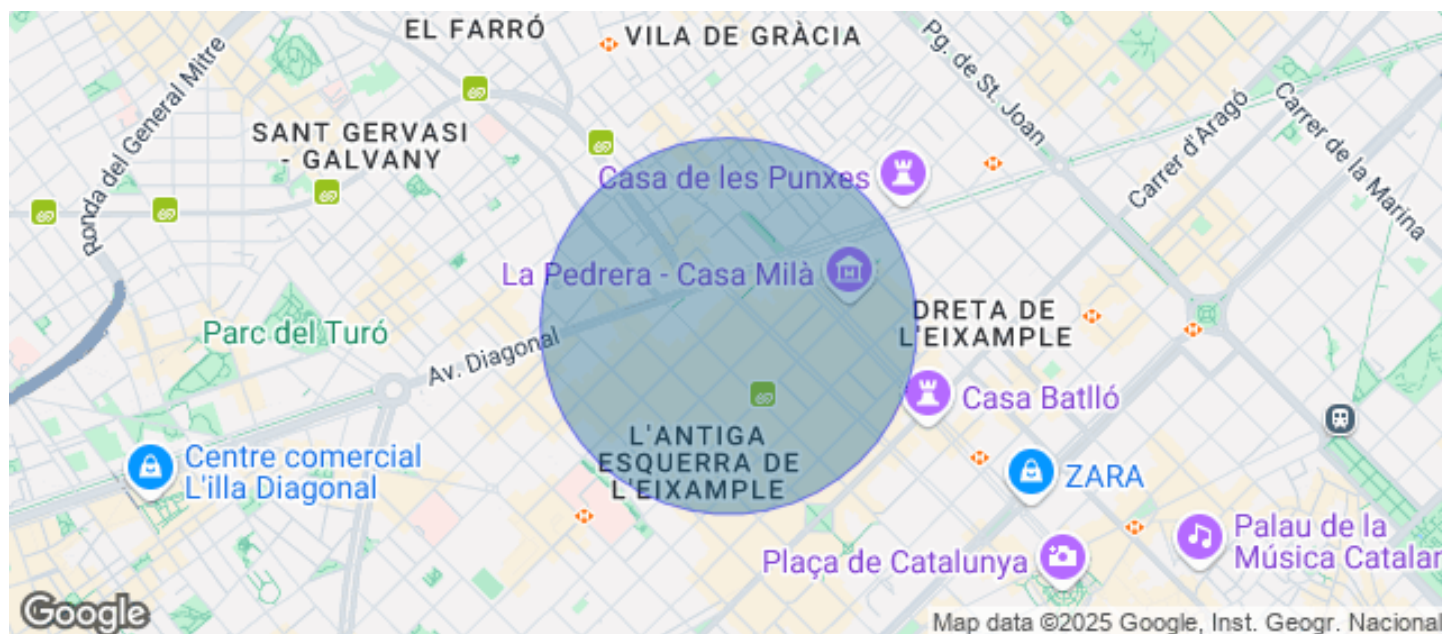 EL FARRÓ
VILA DE GRÀCIA
Ronda del General Mitre
SANT GERVASI
- GALVANY
Pg. de St. Joan
Carrer d'Aragó
Carrer de la Marina
Casa de les Punxes
La Pedrera - Casa Milà
DRETA DE
L'EIXAMPLE
Parc del Turó
Av. Diagonal
Casa Batlló
L'ANTIGA
ESQUERRA DE
L'EIXAMPLE
Centre comercial
L'illa Diagonal
ZARA
Plaça de Catalunya
Palau de la
Música Catalan
Google
Map data ©2025 Google, Inst. Geogr. Nacional